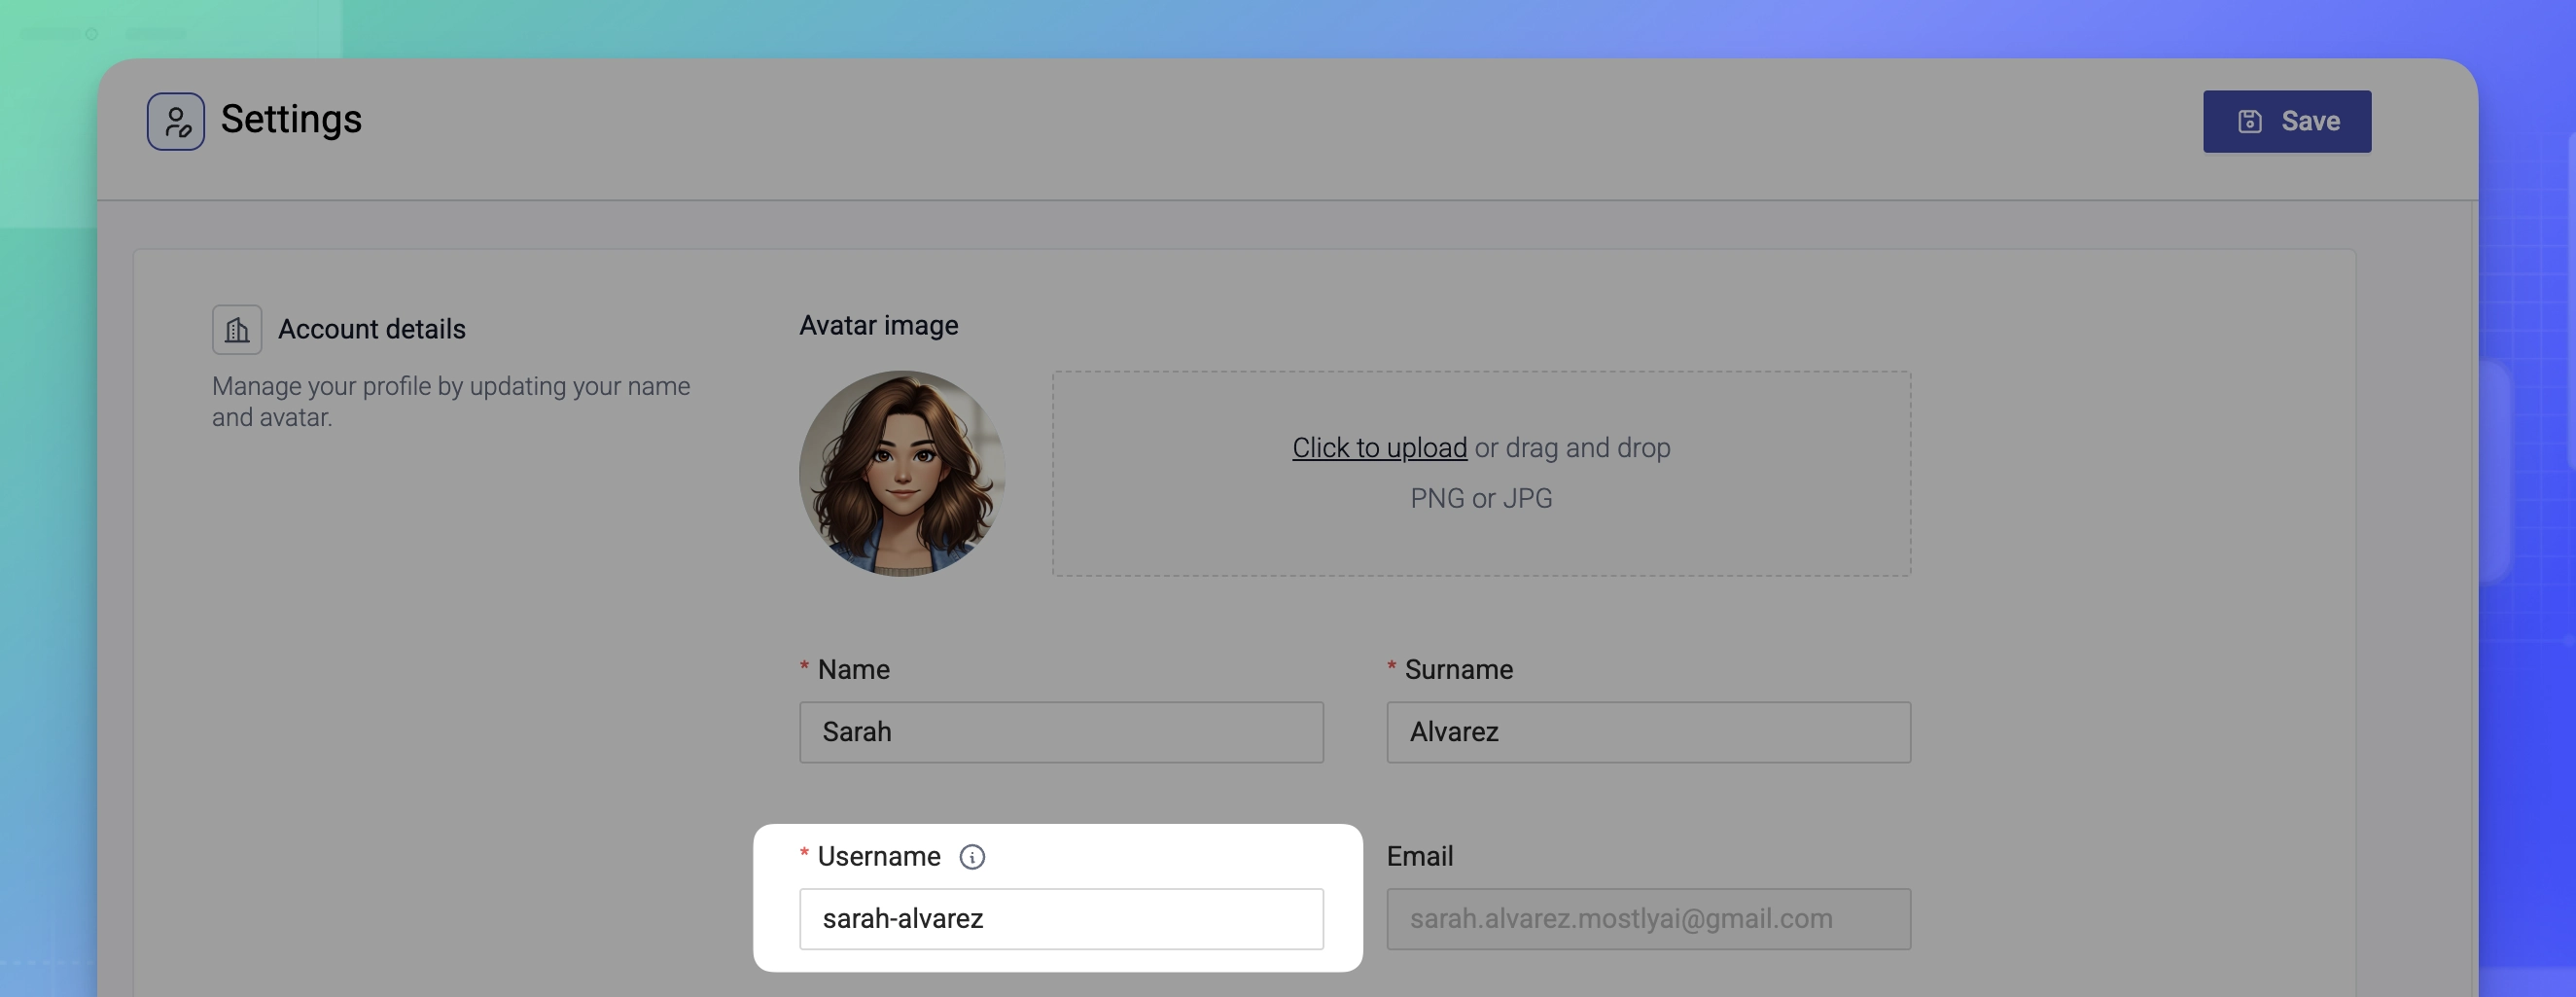 Settings
Save
Account details
Manage your profile by updating your name
and avatar.
Avatar image
Click to upload or drag and drop
PNG or JPG
* Name
* Surname
Sarah
Alvarez
* Username
Email
sarah-alvarez
sarah.alvarez.mostlyai@gmail.com